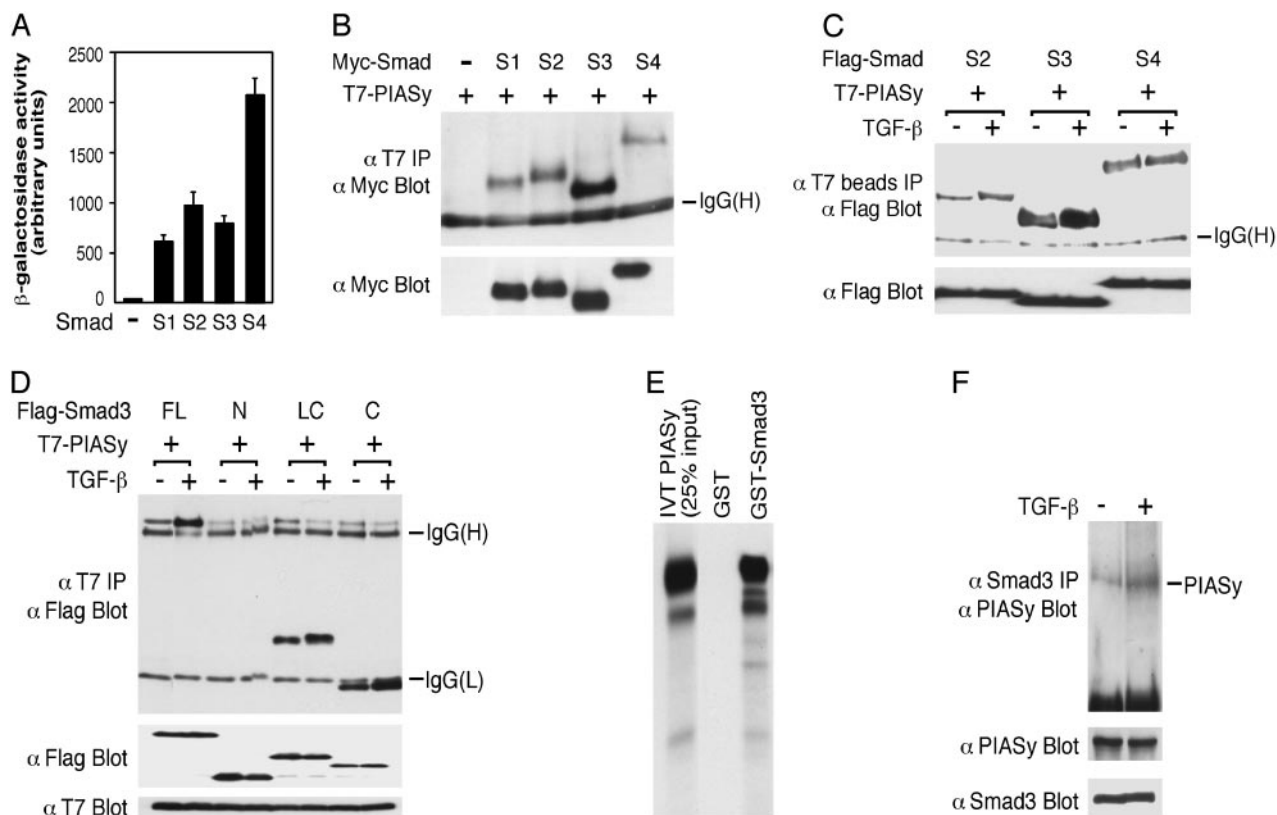 A
β-galactosidase activity
(arbitrary units)
2500
2000
1500
1000
500
0
Smad - S1 S2 S3 S4
B
Myc-Smad - S1 S2 S3 S4
T7-PIASy + + + + +
α T7 IP
α Myc Blot
IgG(H)
α Myc Blot
C
Flag-Smad S2 S3 S4
T7-PIASy + + +
TGF-β - + - + - +
α T7 beads IP
α Flag Blot
IgG(H)
α Flag Blot
D
Flag-Smad3 FL N LC C
T7-PIASy + + + +
TGF-β - + - + - + - +
IgG(H)
α T7 IP
α Flag Blot
IgG(L)
α Flag Blot
α T7 Blot
E
IVT PIASy
(25% input)
GST
GST-Smad3
F
TGF-β - +
α Smad3 IP
α PIASy Blot
PIASy
α PIASy Blot
α Smad3 Blot